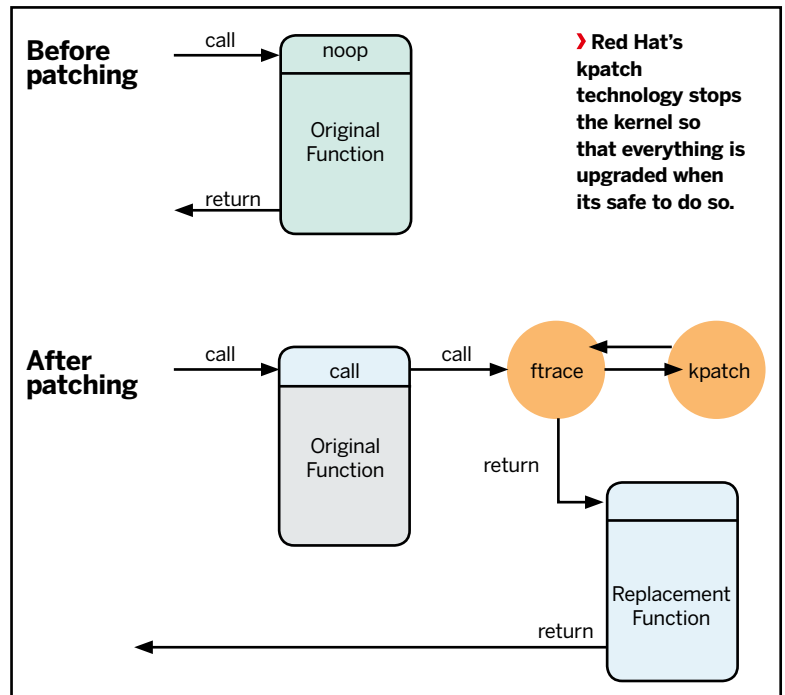 Before
patching
call
noop
Original
Function
return
❯ Red Hat's
kpatch
technology stops
the kernel so
that everything is
upgraded when
its safe to do so.
After
patching
call
call
Original
Function
call
ftrace
kpatch
return
Replacement
Function
return